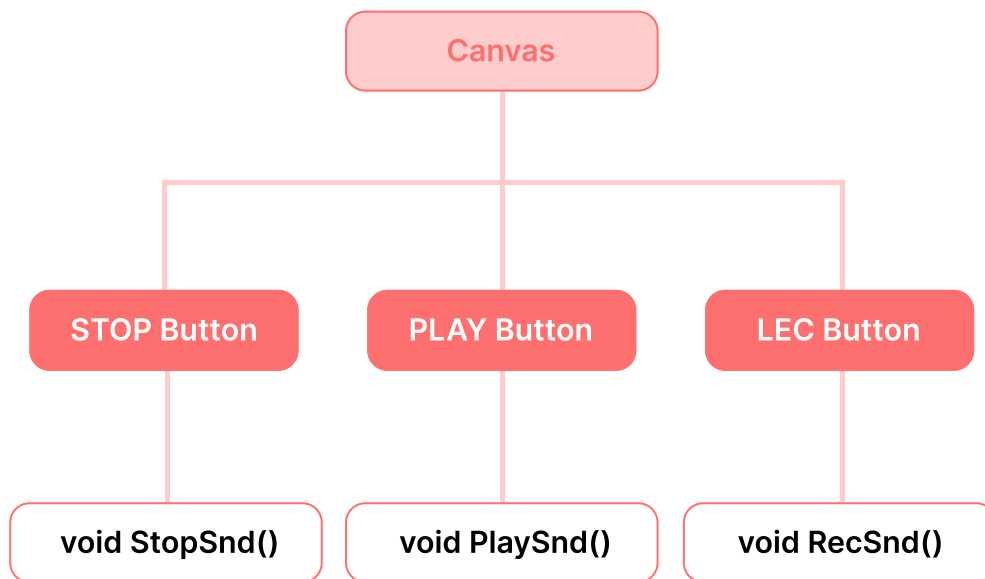 Canvas
STOP Button
PLAY Button
LEC Button
void StopSnd()
void PlaySnd()
void RecSnd()